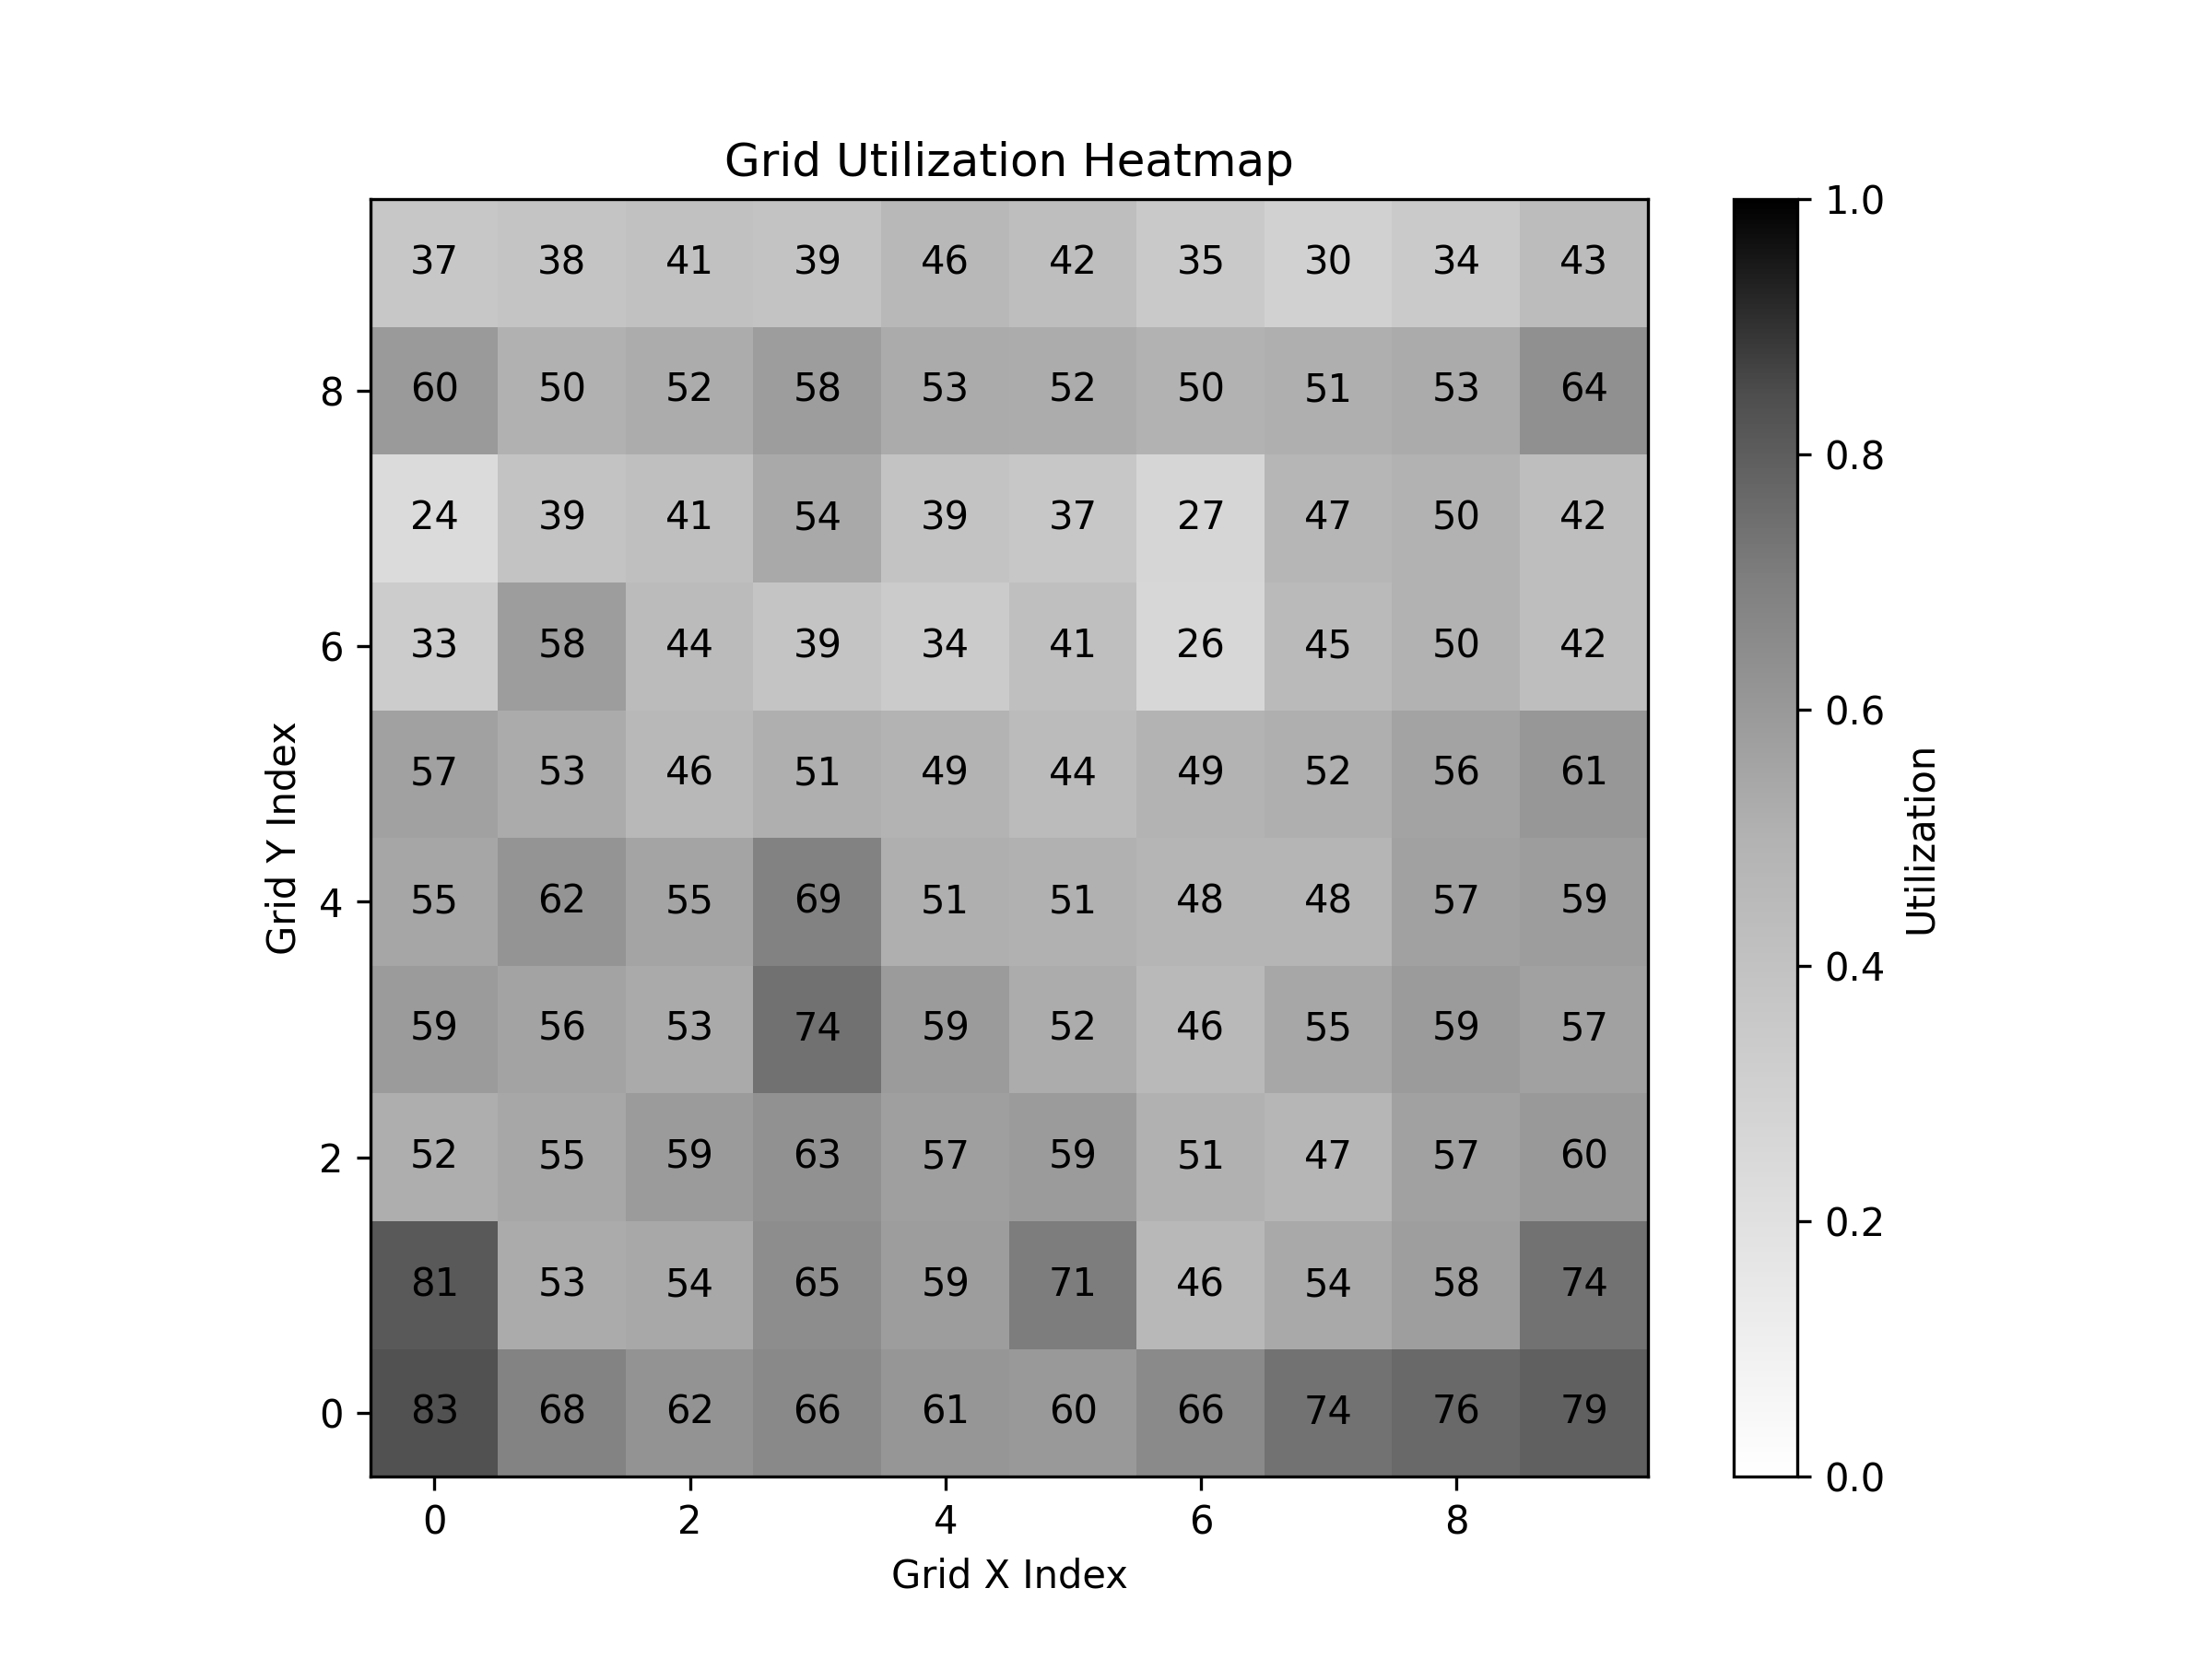 Grid Utilization Heatmap
37 38 41 39 46 42 35 30 34 43
8 60 50 52 58 53 52 50 51 53 64
24 39 41 54 39 37 27 47 50 42
6 33 58 44 39 34 41 26 45 50 42
57 53 46 51 49 44 49 52 56 61
4 55 62 55 69 51 51 48 48 57 59
59 56 53 74 59 52 46 55 59 57
2 52 55 59 63 57 59 51 47 57 60
81 53 54 65 59 71 46 54 58 74
0 83 68 62 66 61 60 66 74 76 79
0 2 4 6 8
Grid X Index
Grid Y Index
1.0
0.8
0.6
0.4
0.2
0.0
Utilization